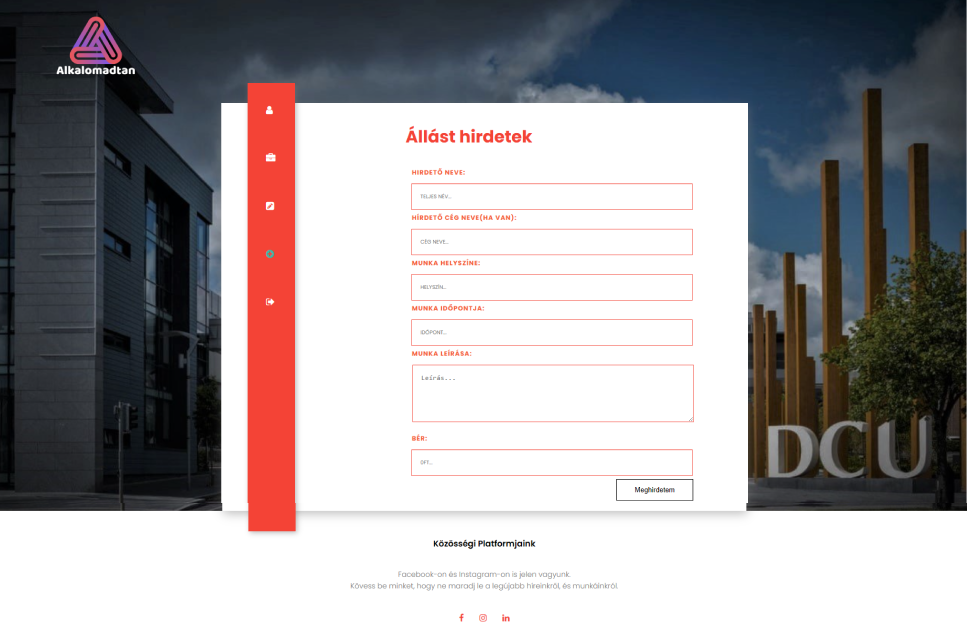 Alkalomadtan
Állást hirdetek
HIRDETŐ NEVE:
TELJES NÉV...
HÍRDETŐ CÉG NEVE(HA VAN):
CÉG NEVE...
MUNKA HELYSZÍNE:
HELYSZÍN...
MUNKA IDŐPONTJA:
IDŐPONT...
MUNKA LEÍRÁSA:
Leírás...
BÉR:
0FT...
Meghirdetem
DCU
Közösségi Platformjaink
Facebook-on és Instagram-on is jelen vagyunk.
Kövess be minket, hogy ne maradj le a legújabb híreinkről, és munkáinkról.